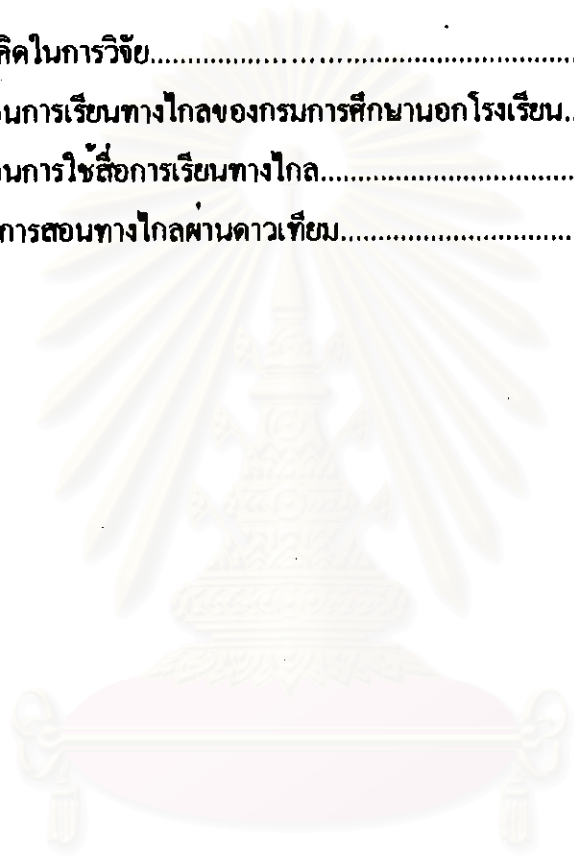 คิดในการวิจัย..........................................................
นการเรียนทางไกลของกรมการศึกษานอกโรงเรียน..
นการใช้สื่อการเรียนทางไกล..................................
การสอนทางไกลผ่านดาวเทียม...............................